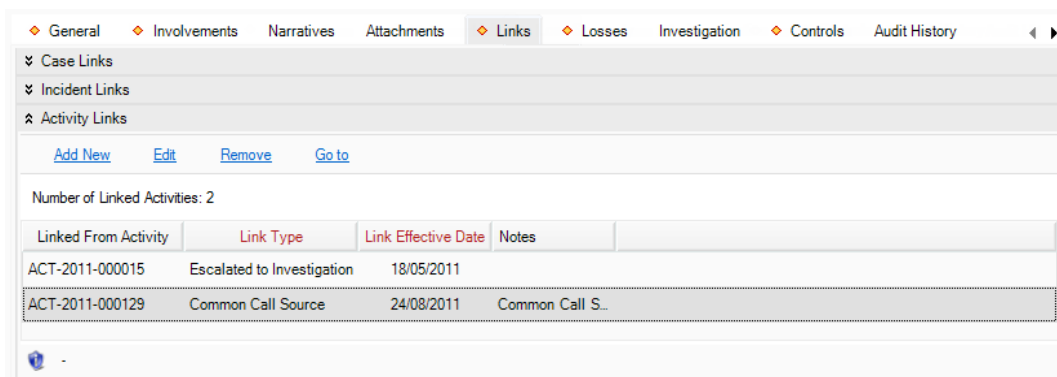 General Involvements Narratives Attachments Links Losses Investigation Controls Audit History
Case Links
Incident Links
Activity Links
Add New Edit Remove Go to
Number of Linked Activities: 2
Linked From Activity Link Type Link Effective Date Notes
ACT-2011-000015 Escalated to Investigation 18/05/2011
ACT-2011-000129 Common Call Source 24/08/2011 Common Call S...
-